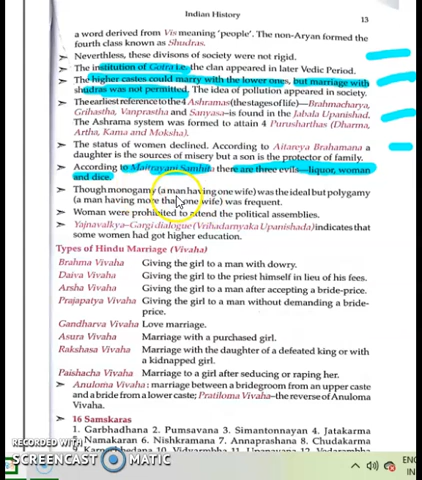 Indian History
13
a word derived from Vis meaning 'people'. The non-Aryan formed the
fourth class known as Shudras.
➤ Neverthless, these divisons of society were not rigid.
➤ The institution of Gotra i.e. the clan appeared in later Vedic Period.
➤ The higher castes could marry with the lower ones, but marriage with
shudras was not permitted. The idea of pollution appeared in society.
➤ The earliest reference to the 4 Ashramas (the stages of life)—Brahmacharya,
Grihastha, Vanprastha and Sanyasa—is found in the Jabala Upanishad.
The Ashrama system was formed to attain 4 Purusharthas (Dharma,
Artha, Kama and Moksha).
➤ The status of women declined. According to Aitareya Brahamana a
daughter is the sources of misery but a son is the protector of family.
➤ According to Maitrayani Samhita there are three evils—liquor, woman
and dice.
➤ Though monogamy (a man having one wife) was the ideal but polygamy
(a man having more than one wife) was frequent.
➤ Women were prohibited to attend the political assemblies.
➤ Yajnavalkya–Gargi dialogue (Vrihadarnyaka Upanishada) indicates that
some women had got higher education.
Types of Hindu Marriage (Vivaha)
Brahma Vivaha Giving the girl to a man with dowry.
Daiva Vivaha Giving the girl to the priest himself in lieu of his fees.
Arsha Vivaha Giving the girl to a man after accepting a bride-price.
Prajapatya Vivaha Giving the girl to a man without demanding a bride-
price.
Gandharva Vivaha Love marriage.
Asura Vivaha Marriage with a purchased girl.
Rakshasa Vivaha Marriage with the daughter of a defeated king or with
a kidnapped girl.
Paishacha Vivaha Marriage to a girl after seducing or raping her.
➤ Anuloma Vivaha : marriage between a bridegroom from an upper caste
and a bride from a lower caste; Pratiloma Vivaha–the reverse of Anuloma
Vivaha.
➤ 16 Samskaras
1. Garbhadhana 2. Pumsavana 3. Simantonnayan 4. Jatakarma
Namakaran 6. Nishkramana 7. Annaprashana 8. Chudakarma
RECORDED WITH
SCREENCAST MATIC
ENG
IN